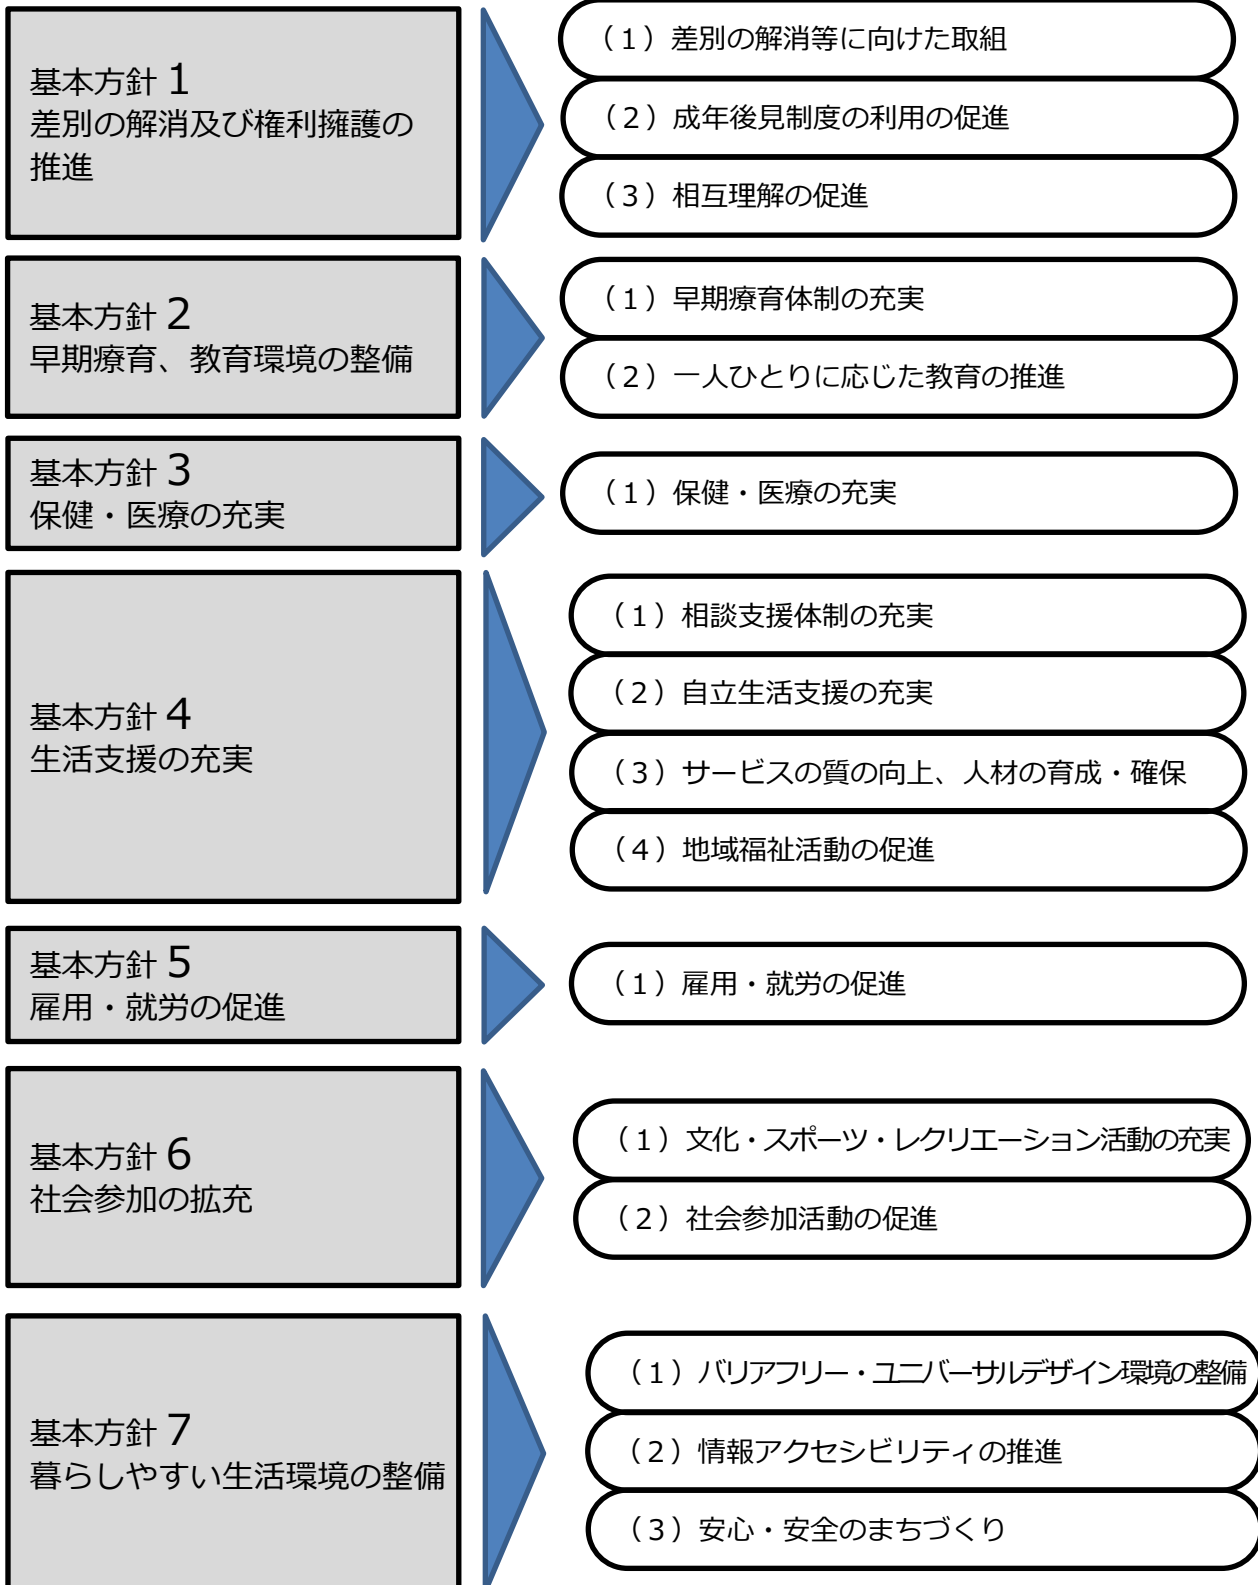 基本方針 1
差別の解消及び権利擁護の
推進
（１）差別の解消等に向けた取組
（２）成年後見制度の利用の促進
（３）相互理解の促進
基本方針 2
早期療育、教育環境の整備
（１）早期療育体制の充実
（２）一人ひとりに応じた教育の推進
基本方針 3
保健・医療の充実
（１）保健・医療の充実
基本方針 4
生活支援の充実
（１）相談支援体制の充実
（２）自立生活支援の充実
（３）サービスの質の向上、人材の育成・確保
（４）地域福祉活動の促進
基本方針 5
雇用・就労の促進
（１）雇用・就労の促進
基本方針 6
社会参加の拡充
（１）文化・スポーツ・レクリエーション活動の充実
（２）社会参加活動の促進
基本方針 7
暮らしやすい生活環境の整備
（１）バリアフリー・ユニバーサルデザイン環境の整備
（２）情報アクセシビリティの推進
（３）安心・安全のまちづくり